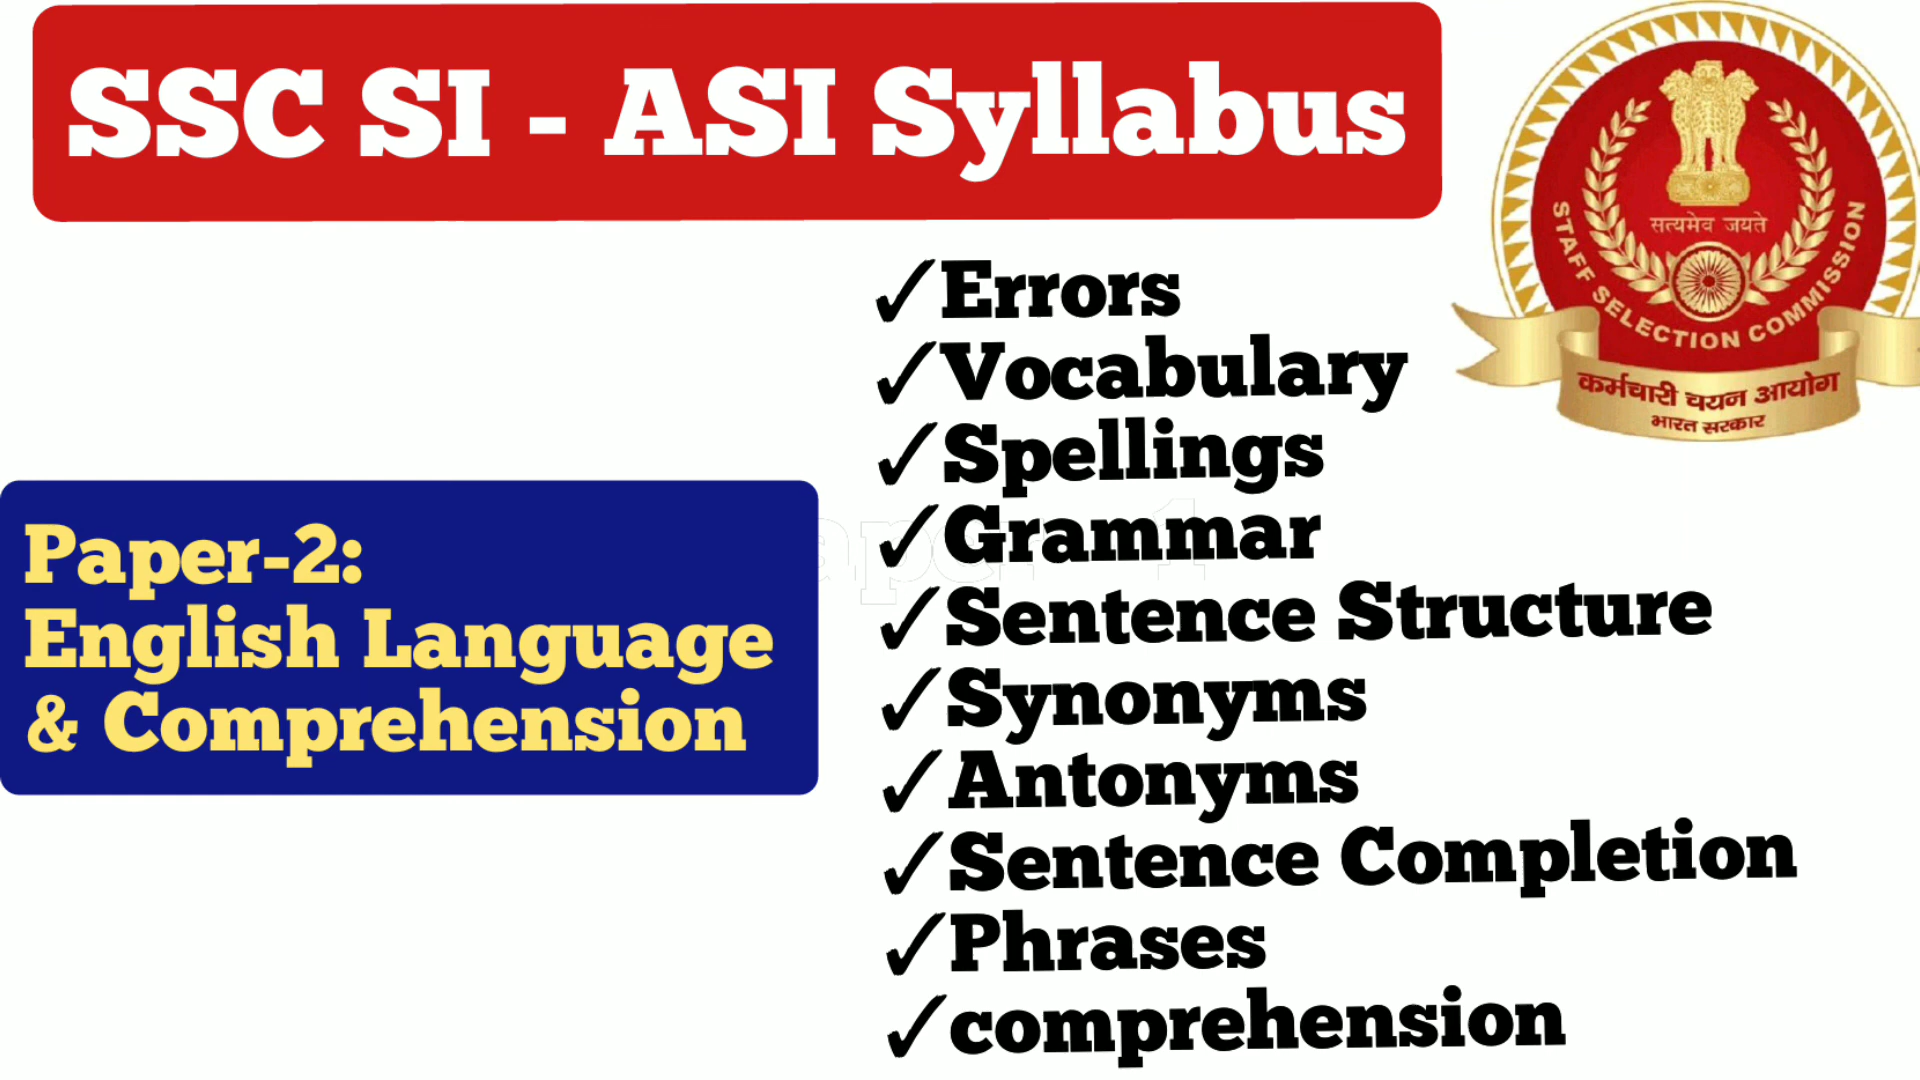 SSC SI - ASI Syllabus
सत्यमेव जयते
STAFF SELECTION COMMISSION
कर्मचारी चयन आयोग
भारत सरकार
Paper-2:
English Language
& Comprehension
✓Errors
✓Vocabulary
✓Spellings
✓Grammar
✓Sentence Structure
✓Synonyms
✓Antonyms
✓Sentence Completion
✓Phrases
✓comprehension